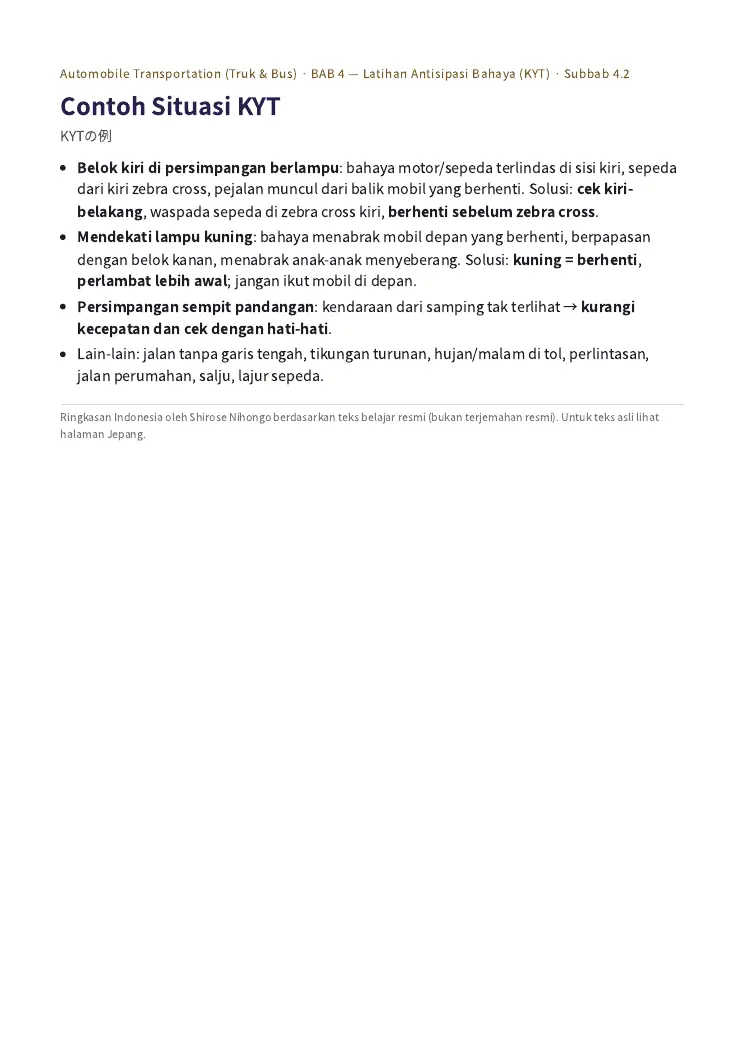 Automobile Transportation (Truk & Bus) · BAB 4 — Latihan Antisipasi Bahaya (KYT) · Subbab 4.2
Contoh Situasi KYT
KYTの例
• Belok kiri di persimpangan berlampu: bahaya motor/sepeda terlindas di sisi kiri, sepeda
dari kiri zebra cross, pejalan muncul dari balik mobil yang berhenti. Solusi: cek kiri-
belakang, waspada sepeda di zebra cross kiri, berhenti sebelum zebra cross.
• Mendekati lampu kuning: bahaya menabrak mobil depan yang berhenti, berpapasan
dengan belok kanan, menabrak anak-anak menyeberang. Solusi: kuning = berhenti,
perlambat lebih awal; jangan ikut mobil di depan.
• Persimpangan sempit pandangan: kendaraan dari samping tak terlihat → kurangi
kecepatan dan cek dengan hati-hati.
• Lain-lain: jalan tanpa garis tengah, tikungan turunan, hujan/malam di tol, perlintasan,
jalan perumahan, salju, lajur sepeda.
Ringkasan Indonesia oleh Shirose Nihongo berdasarkan teks belajar resmi (bukan terjemahan resmi). Untuk teks asli lihat
halaman Jepang.